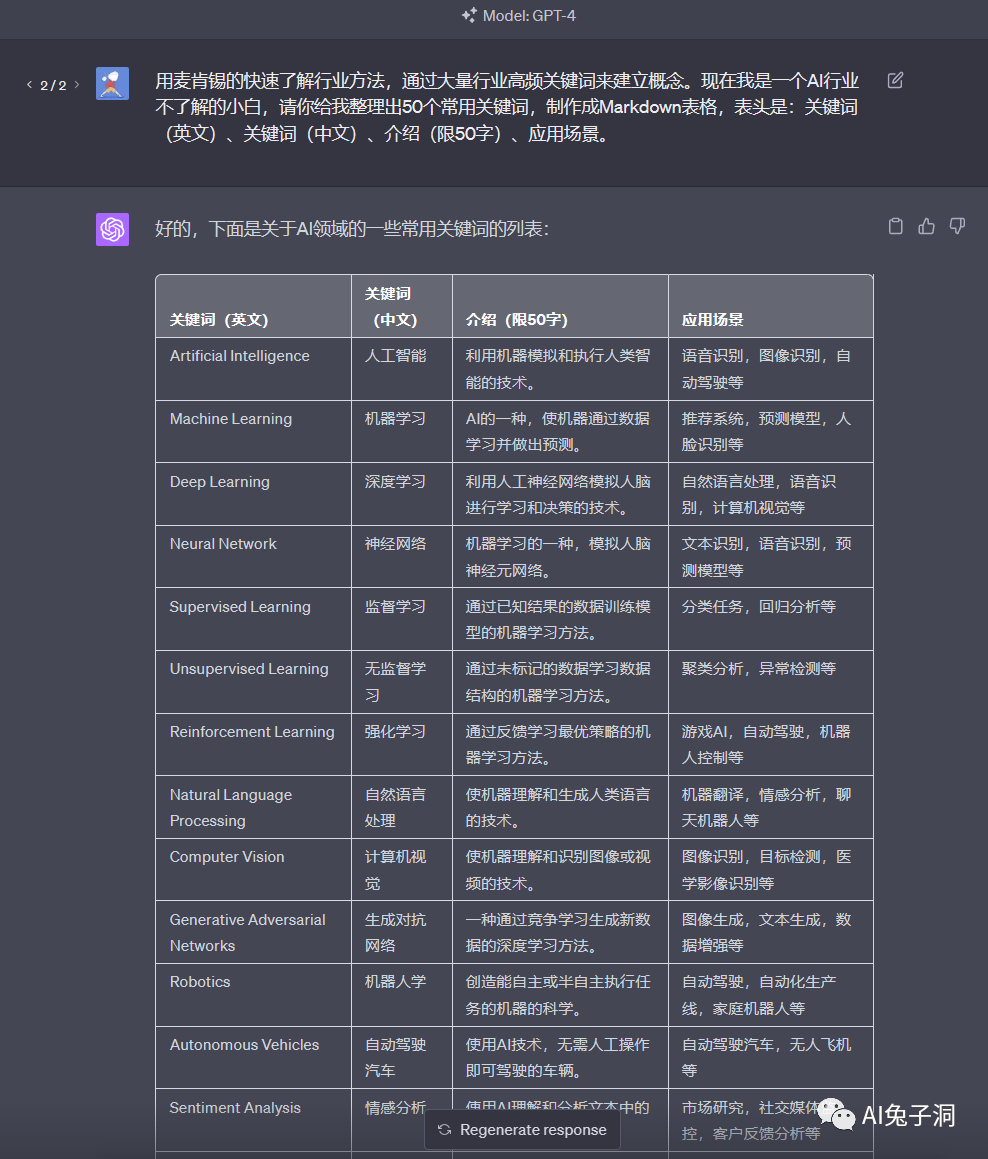 Model: GPT-4
2 / 2
用麦肯锡的快速了解行业方法，通过大量行业高频关键词来建立概念。现在我是一个AI行业
不了解的小白，请你给我整理出50个常用关键词，制作成Markdown表格，表头是：关键词
（英文）、关键词（中文）、介绍（限50字）、应用场景。
好的，下面是关于AI领域的一些常用关键词的列表：
关键词
关键词（英文） （中文） 介绍（限50字） 应用场景
Artificial Intelligence 人工智能 利用机器模拟和执行人类智 语音识别，图像识别，自
能的技术。 动驾驶等
Machine Learning 机器学习 AI的一种，使机器通过数据 推荐系统，预测模型，人
学习并做出预测。 脸识别等
Deep Learning 深度学习 利用人工神经网络模拟人脑 自然语言处理，语音识
进行学习和决策的技术。 别，计算机视觉等
Neural Network 神经网络 机器学习的一种，模拟人脑 文本识别，语音识别，预
神经元网络。 测模型等
Supervised Learning 监督学习 通过已知结果的数据训练模 分类任务，回归分析等
型的机器学习方法。
Unsupervised Learning 无监督学 通过未标记的数据学习数据 聚类分析，异常检测等
习 结构的机器学习方法。
Reinforcement Learning 强化学习 通过反馈学习最优策略的机 游戏AI，自动驾驶，机器
器学习方法。 人控制等
Natural Language 自然语言 使机器理解和生成人类语言 机器翻译，情感分析，聊
Processing 处理 的技术。 天机器人等
Computer Vision 计算机视 使机器理解和识别图像或视 图像识别，目标检测，医
觉 频的技术。 学影像识别等
Generative Adversarial 生成对抗 一种通过竞争学习生成新数 图像生成，文本生成，数
Networks 网络 据的深度学习方法。 据增强等
Robotics 机器人学 创造能自主或半自主执行任 自动驾驶，自动化生产
务的机器的科学。 线，家庭机器人等
Autonomous Vehicles 自动驾驶 使用AI技术，无需人工操作 自动驾驶汽车，无人飞机
汽车 即可驾驶的车辆。 等
Sentiment Analysis 情感分析 使用AI理解和分析文本中的 市场研究，社交媒体
控，客户反馈分析等
Regenerate response
AI兔子洞